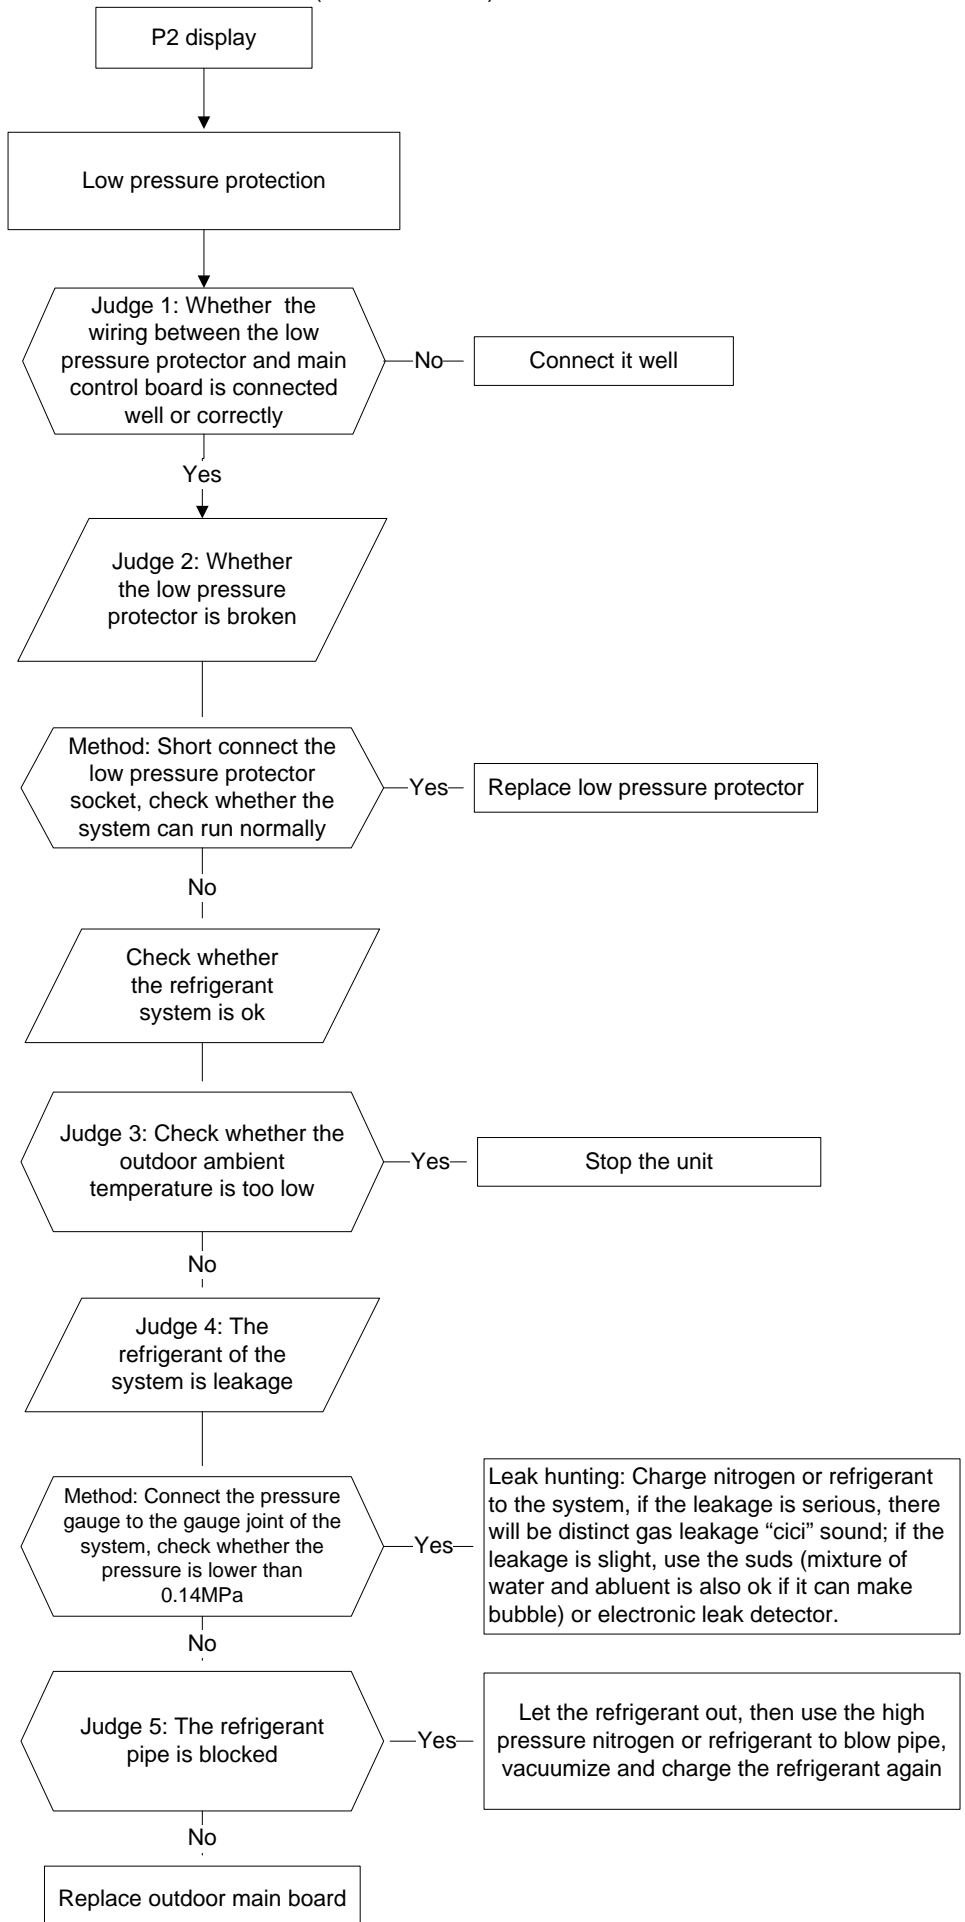 P2 display
Low pressure protection
Judge 1: Whether the
wiring between the low
pressure protector and main
control board is connected
well or correctly
No
Connect it well
Yes
Judge 2: Whether
the low pressure
protector is broken
Method: Short connect the
low pressure protector
socket, check whether the
system can run normally
Yes
Replace low pressure protector
No
Check whether
the refrigerant
system is ok
Judge 3: Check whether the
outdoor ambient
temperature is too low
Yes
Stop the unit
No
Judge 4: The
refrigerant of the
system is leakage
Method: Connect the pressure
gauge to the gauge joint of the
system, check whether the
pressure is lower than
0.14MPa
Yes
Leak hunting: Charge nitrogen or refrigerant
to the system, if the leakage is serious, there
will be distinct gas leakage “cici” sound; if the
leakage is slight, use the suds (mixture of
water and abluent is also ok if it can make
bubble) or electronic leak detector.
No
Judge 5: The refrigerant
pipe is blocked
Yes
Let the refrigerant out, then use the high
pressure nitrogen or refrigerant to blow pipe,
vacuumize and charge the refrigerant again
No
Replace outdoor main board